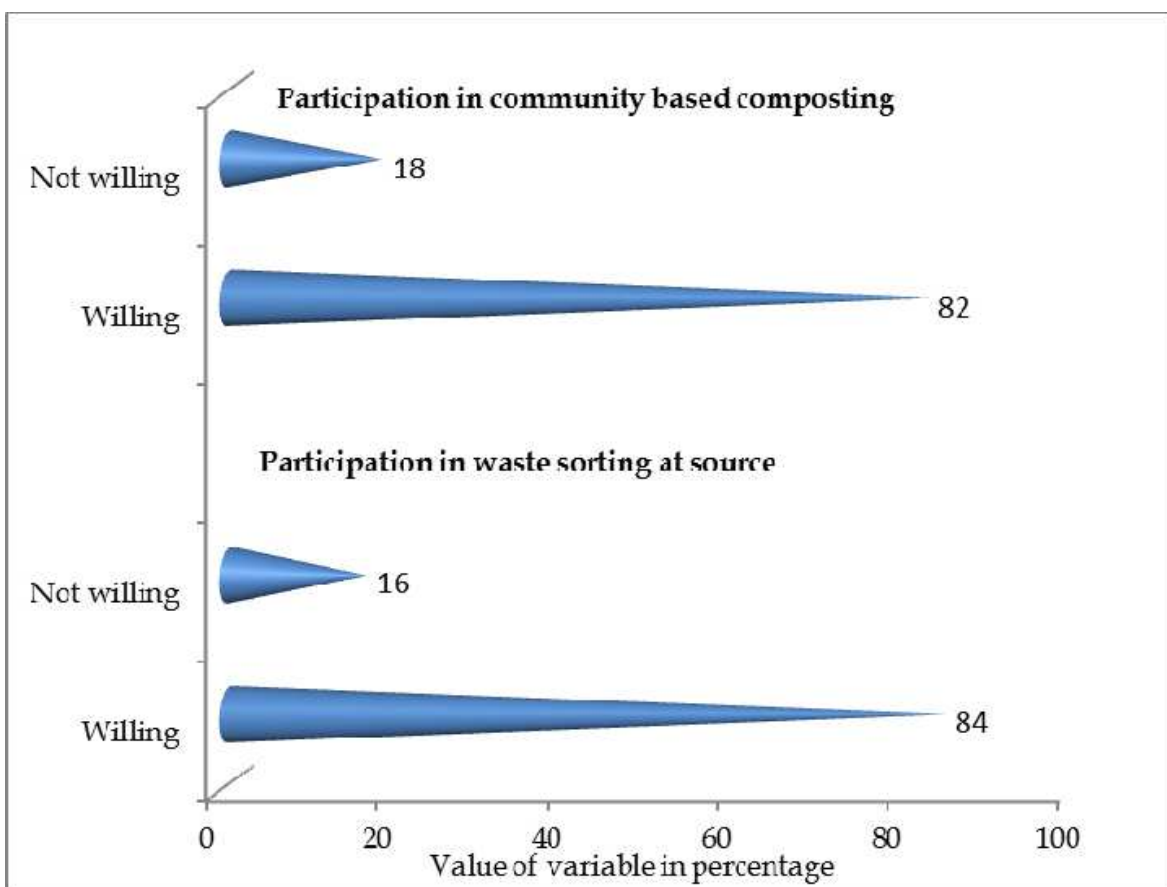 Participation in community based composting
Not willing
18
Willing
82
Participation in waste sorting at source
Not willing
16
Willing
84
0 20 40 60 80 100
Value of variable in percentage